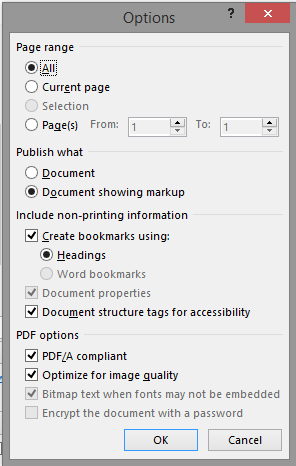 Options
?
Page range
All
Current page
Selection
Page(s) From: 1 To: 1
Publish what
Document
Document showing markup
Include non-printing information
Create bookmarks using:
Headings
Word bookmarks
Document properties
Document structure tags for accessibility
PDF options
PDF/A compliant
Optimize for image quality
Bitmap text when fonts may not be embedded
Encrypt the document with a password
OK Cancel